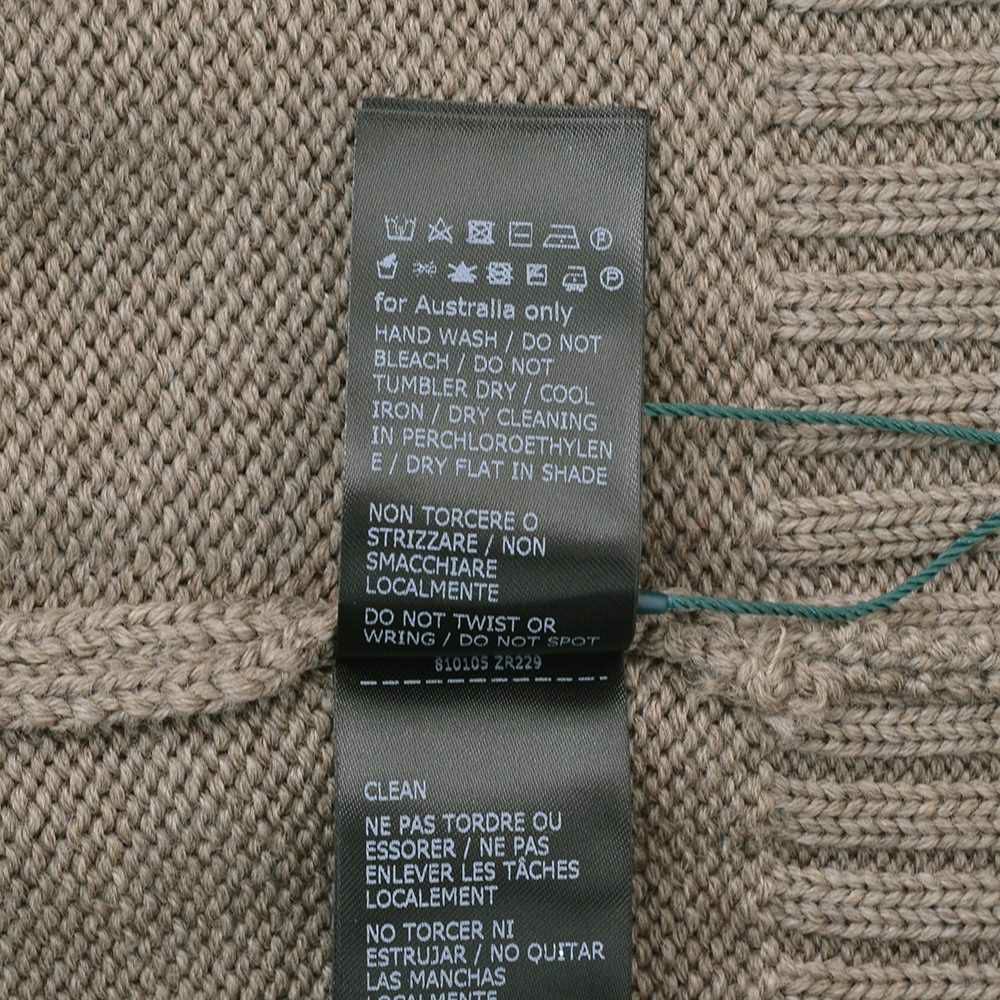 for Australia only
HAND WASH / DO NOT
BLEACH / DO NOT
TUMBLER DRY / COOL
IRON / DRY CLEANING
IN PERCHLOROETHYLEN
E / DRY FLAT IN SHADE
NON TORCERE O
STRIZZARE / NON
SMACCHIARE
LOCALMENTE
DO NOT TWIST OR
WRING / DO NOT SPOT
810105 ZR229
CLEAN
NE PAS TORDRE OU
ESSORER / NE PAS
ENLEVER LES TÂCHES
LOCALEMENT
NO TORCER NI
ESTRUJAR / NO QUITAR
LAS MANCHAS
LOCALMENTE